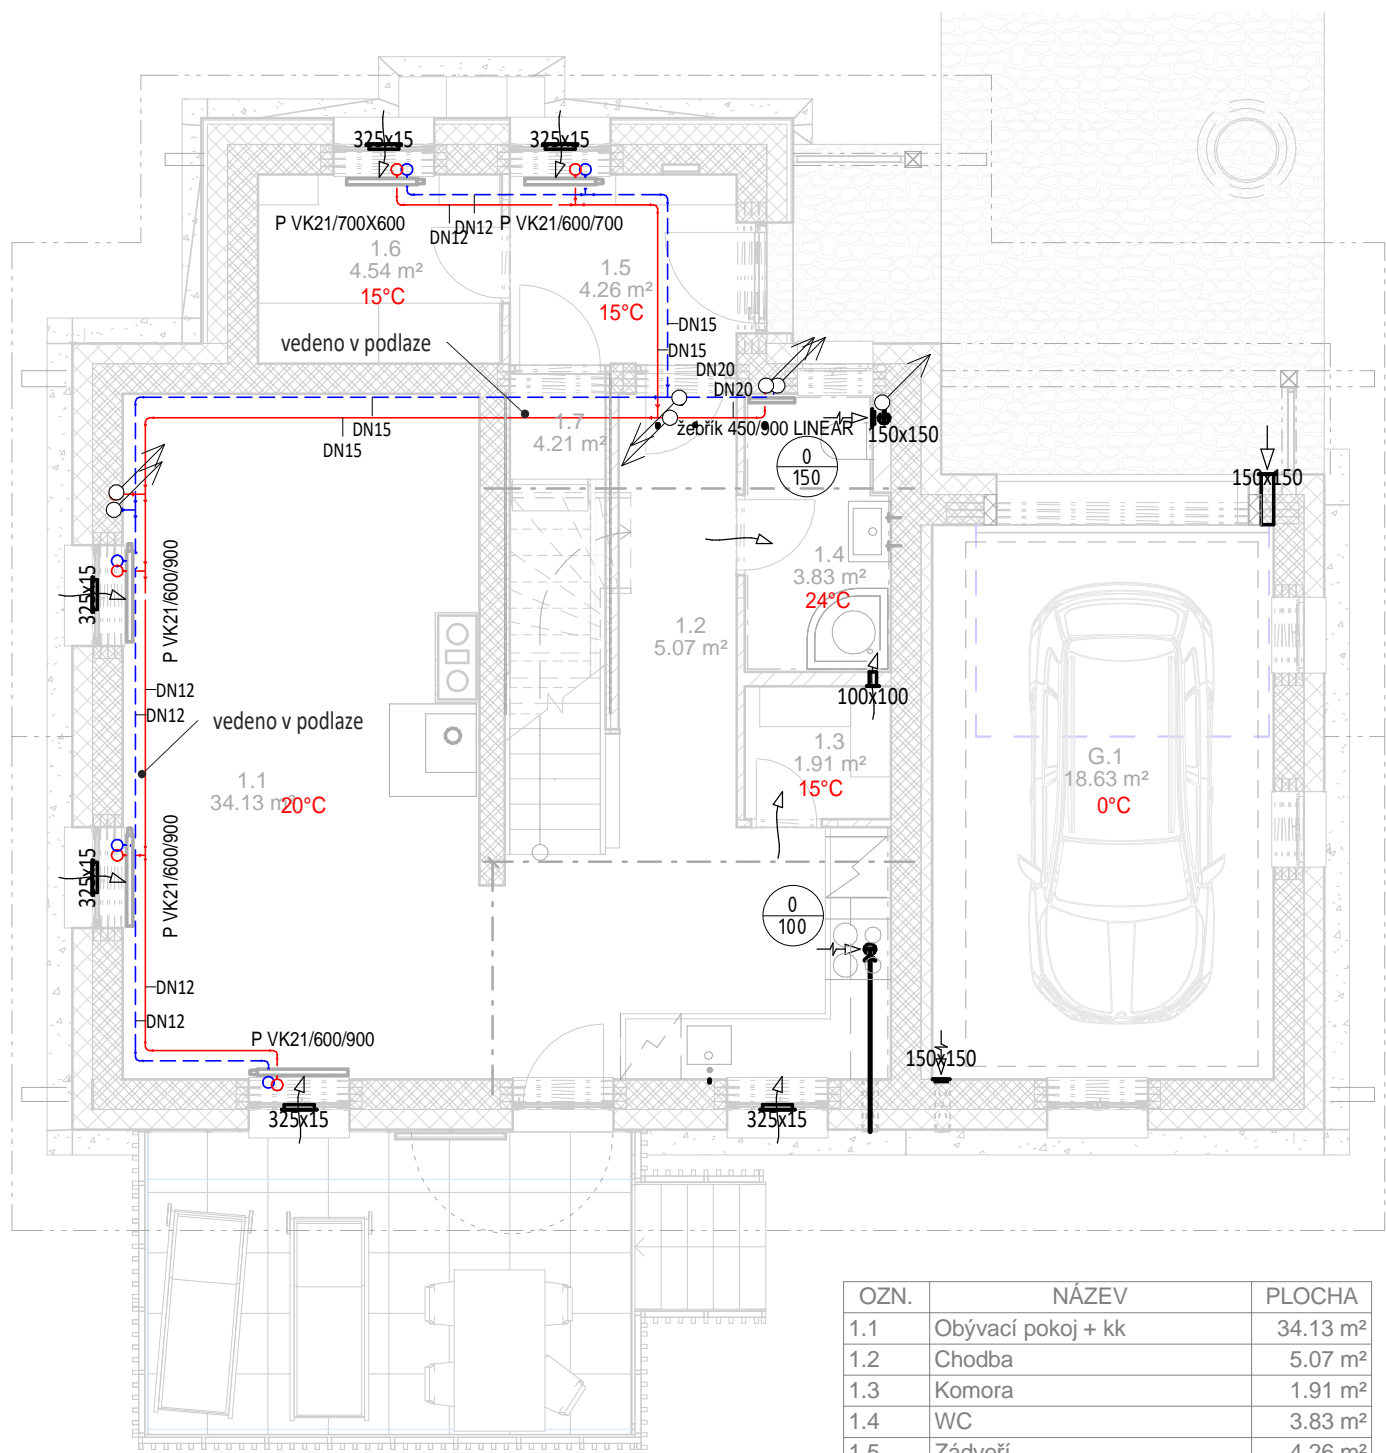 325x15
325x15
P VK21/700X600
DN12
DN12
P VK21/600/700
1.6
4.54 m²
15°C
1.5
4.26 m²
15°C
vedeno v podlaze
DN15
DN15
DN20
DN20
DN15
DN15
1.7
4.21 m²
žebřík 450/900 LINEAR
150x150
0
150
150x150
P VK21/600/900
325x15
1.4
3.83 m²
24°C
1.2
5.07 m²
DN12
DN12
100x100
vedeno v podlaze
1.3
1.91 m²
15°C
G.1
18.63 m²
0°C
1.1
34.13 m²
20°C
P VK21/600/900
325x15
0
100
DN12
DN12
P VK21/600/900
150x150
325x15
325x15
OZN. NÁZEV PLOCHA
1.1 Obývací pokoj + kk 34.13 m²
1.2 Chodba 5.07 m²
1.3 Komora 1.91 m²
1.4 WC 3.83 m²
1.5 Zádveří 4.26 m²